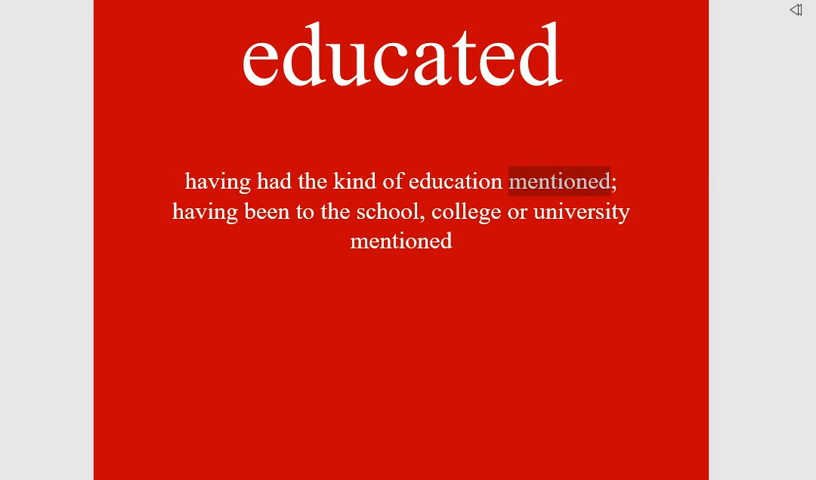 educated
having had the kind of education mentioned;
having been to the school, college or university
mentioned